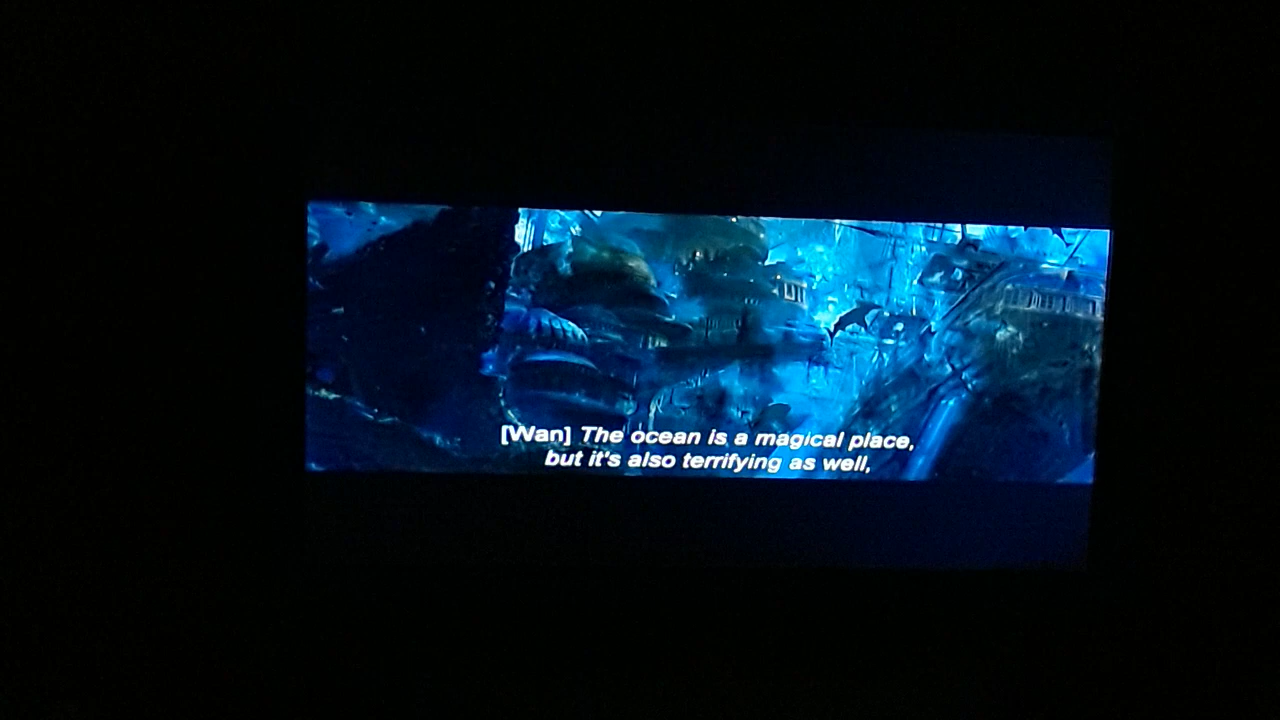 [Wan] The ocean is a magical place,
but it's also terrifying as well,